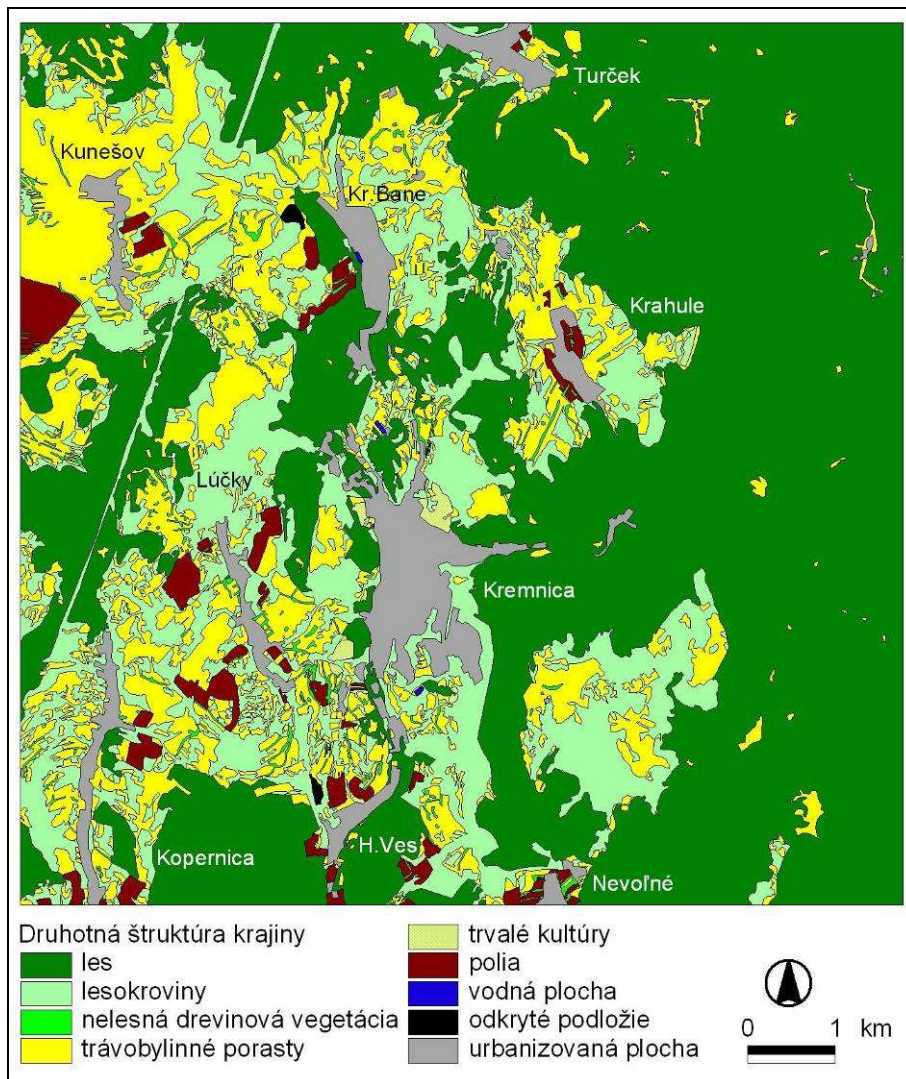 Turček
Kunešov
Kr.Bane
Krahule
Lúčky
Kremnica
Kopernica
H.Ves
Nevoľné
Druhotná štruktúra krajiny
les
lesokroviny
nelesná drevinová vegetácia
trávobylinné porasty
trvalé kultúry
polia
vodná plocha
odkryté podložie
urbanizovaná plocha
0 1 km